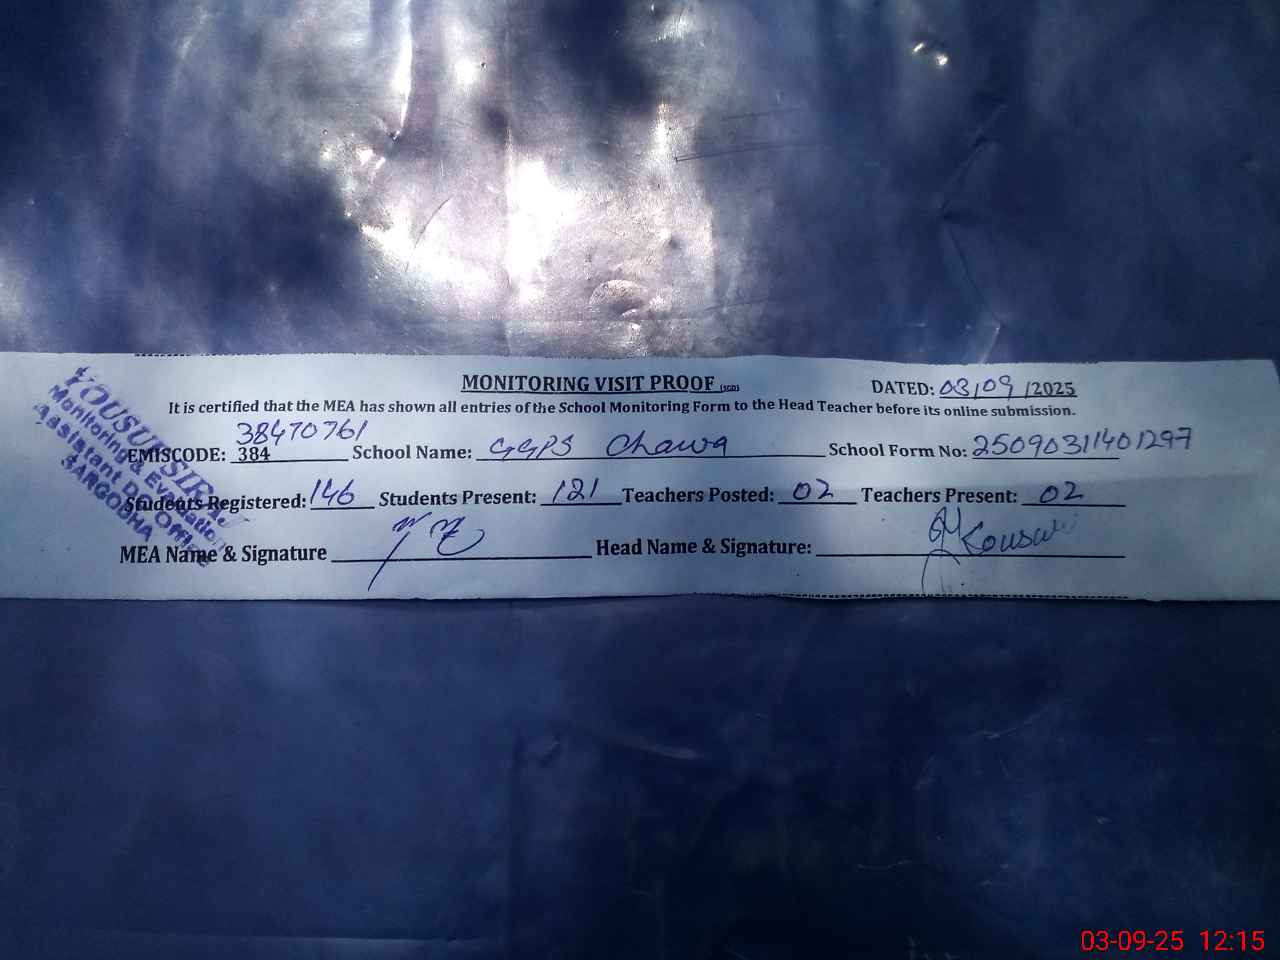 MONITORING VISIT PROOF (SGD)
DATED: 03/09/2025
It is certified that the MEA has shown all entries of the School Monitoring Form to the Head Teacher before its online submission.
38470761
EMISCODE: 384 School Name: GGPS Chawa School Form No: 25090311401297
Students Registered: 146 Students Present: 121 Teachers Posted: 02 Teachers Present: 02
MEA Name & Signature Head Name & Signature:
YOUSUF
Monitoring & Evaluation
Assistant
SARGODHA
03-09-25 12:15